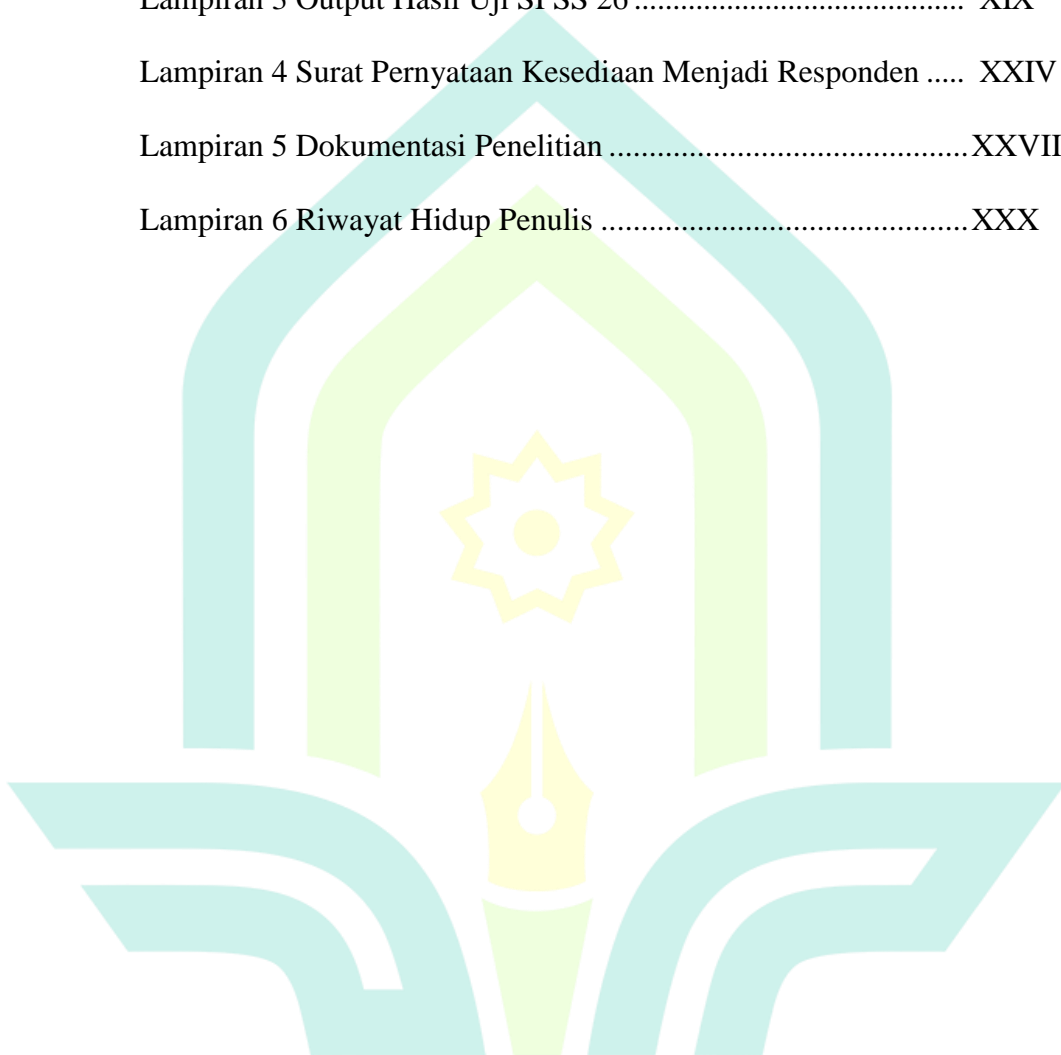 Lampiran 3 Output Hasil Uji SPSS 26 ......................................... XIX
Lampiran 4 Surat Pernyataan Kesediaan Menjadi Responden ..... XXIV
Lampiran 5 Dokumentasi Penelitian .............................................XXVII
Lampiran 6 Riwayat Hidup Penulis ..............................................XXX